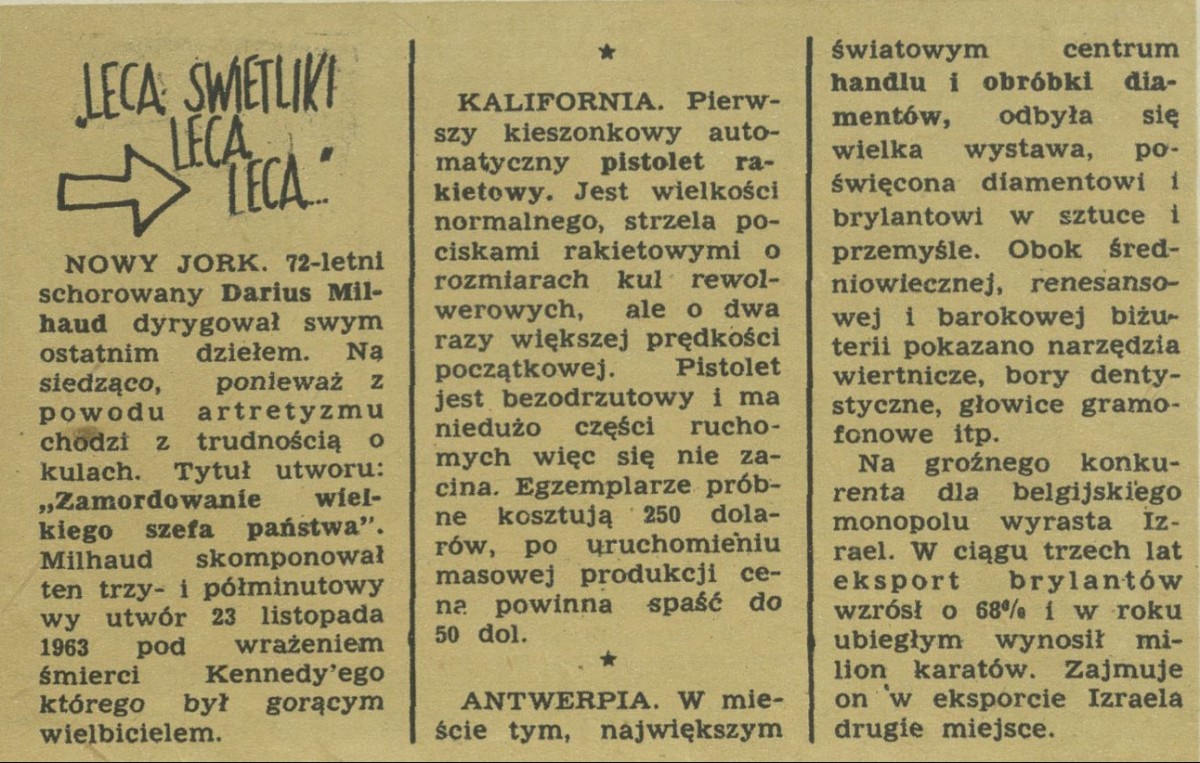 „LECĄ ŚWIETLIKI
LECĄ
LECĄ..."
NOWY JORK. 72-letni
schorowany Darius Mil-
haud dyrygował swym
ostatnim dziełem. Na
siedząco, ponieważ z
powodu artretyzmu
chodzi z trudnością o
kulach. Tytuł utworu:
„Zamordowanie wiel-
kiego szefa państwa".
Milhaud skomponował
ten trzy- i półminutowy
wy utwór 23 listopada
1963 pod wrażeniem
śmierci Kennedy'ego
którego był gorącym
wielbicielem.
★
KALIFORNIA. Pierw-
szy kieszonkowy auto-
matyczny pistolet ra-
kietowy. Jest wielkości
normalnego, strzela po-
ciskami rakietowymi o
rozmiarach kul rewol-
werowych, ale o dwa
razy większej prędkości
początkowej. Pistolet
jest bezodrzutowy i ma
niedużo części rucho-
mych więc się nie za-
cina. Egzemplarze prób-
ne kosztują 250 dola-
rów, po uruchomieniu
masowej produkcji ce-
na powinna spaść do
50 dol.
★
ANTWERPIA. W mie-
ście tym, największym
światowym centrum
handlu i obróbki dia-
mentów, odbyła się
wielka wystawa, po-
święcona diamentowi i
brylantowi w sztuce i
przemyśle. Obok śred-
niowiecznej, renesanso-
wej i barokowej biżu-
terii pokazano narzędzia
wiertnicze, bory denty-
styczne, głowice gramo-
fonowe itp.
Na groźnego konku-
renta dla belgijskiego
monopolu wyrasta Iz-
rael. W ciągu trzech lat
eksport brylantów
wzrósł o 68% i w roku
ubiegłym wynosił mi-
lion karatów. Zajmuje
on w eksporcie Izraela
drugie miejsce.